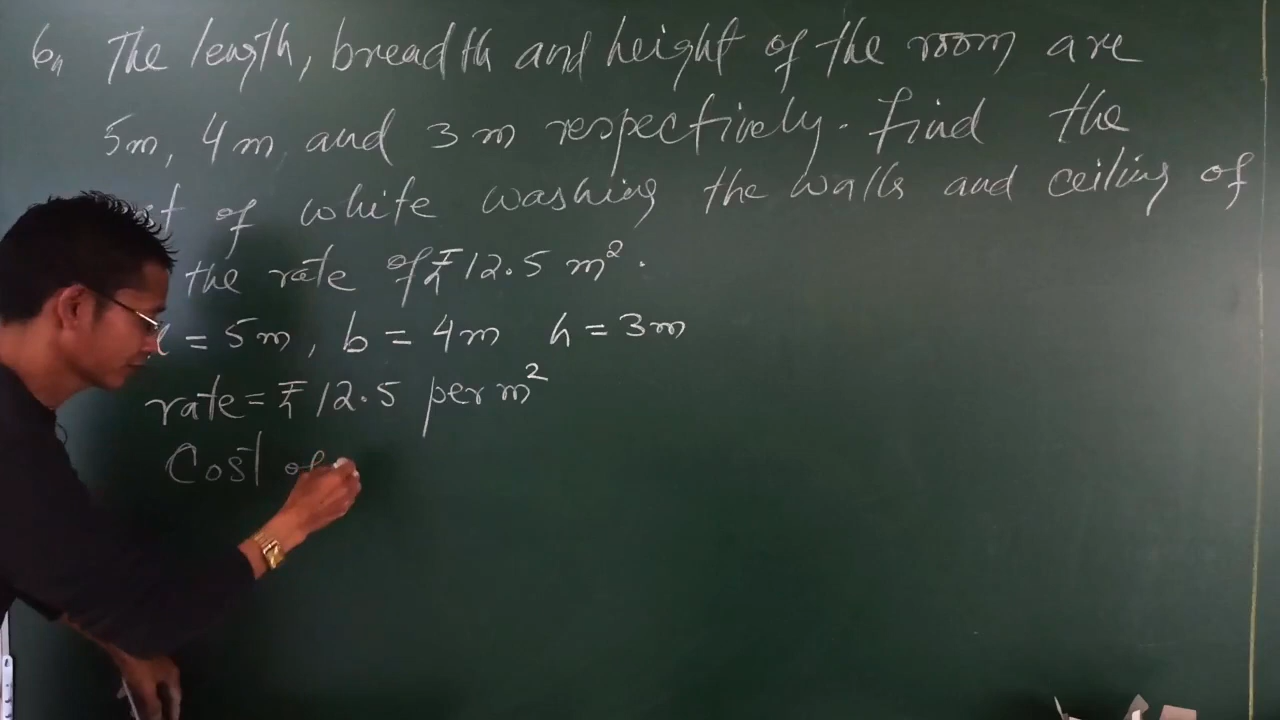 6, The length, breadth and height of the room are
5m, 4m and 3m respectively. find the
of white washing the walls and ceiling of
the rate of ₹12.5 m².
= 5m, b = 4m h = 3m
rate = ₹12.5 per m²
Cost of